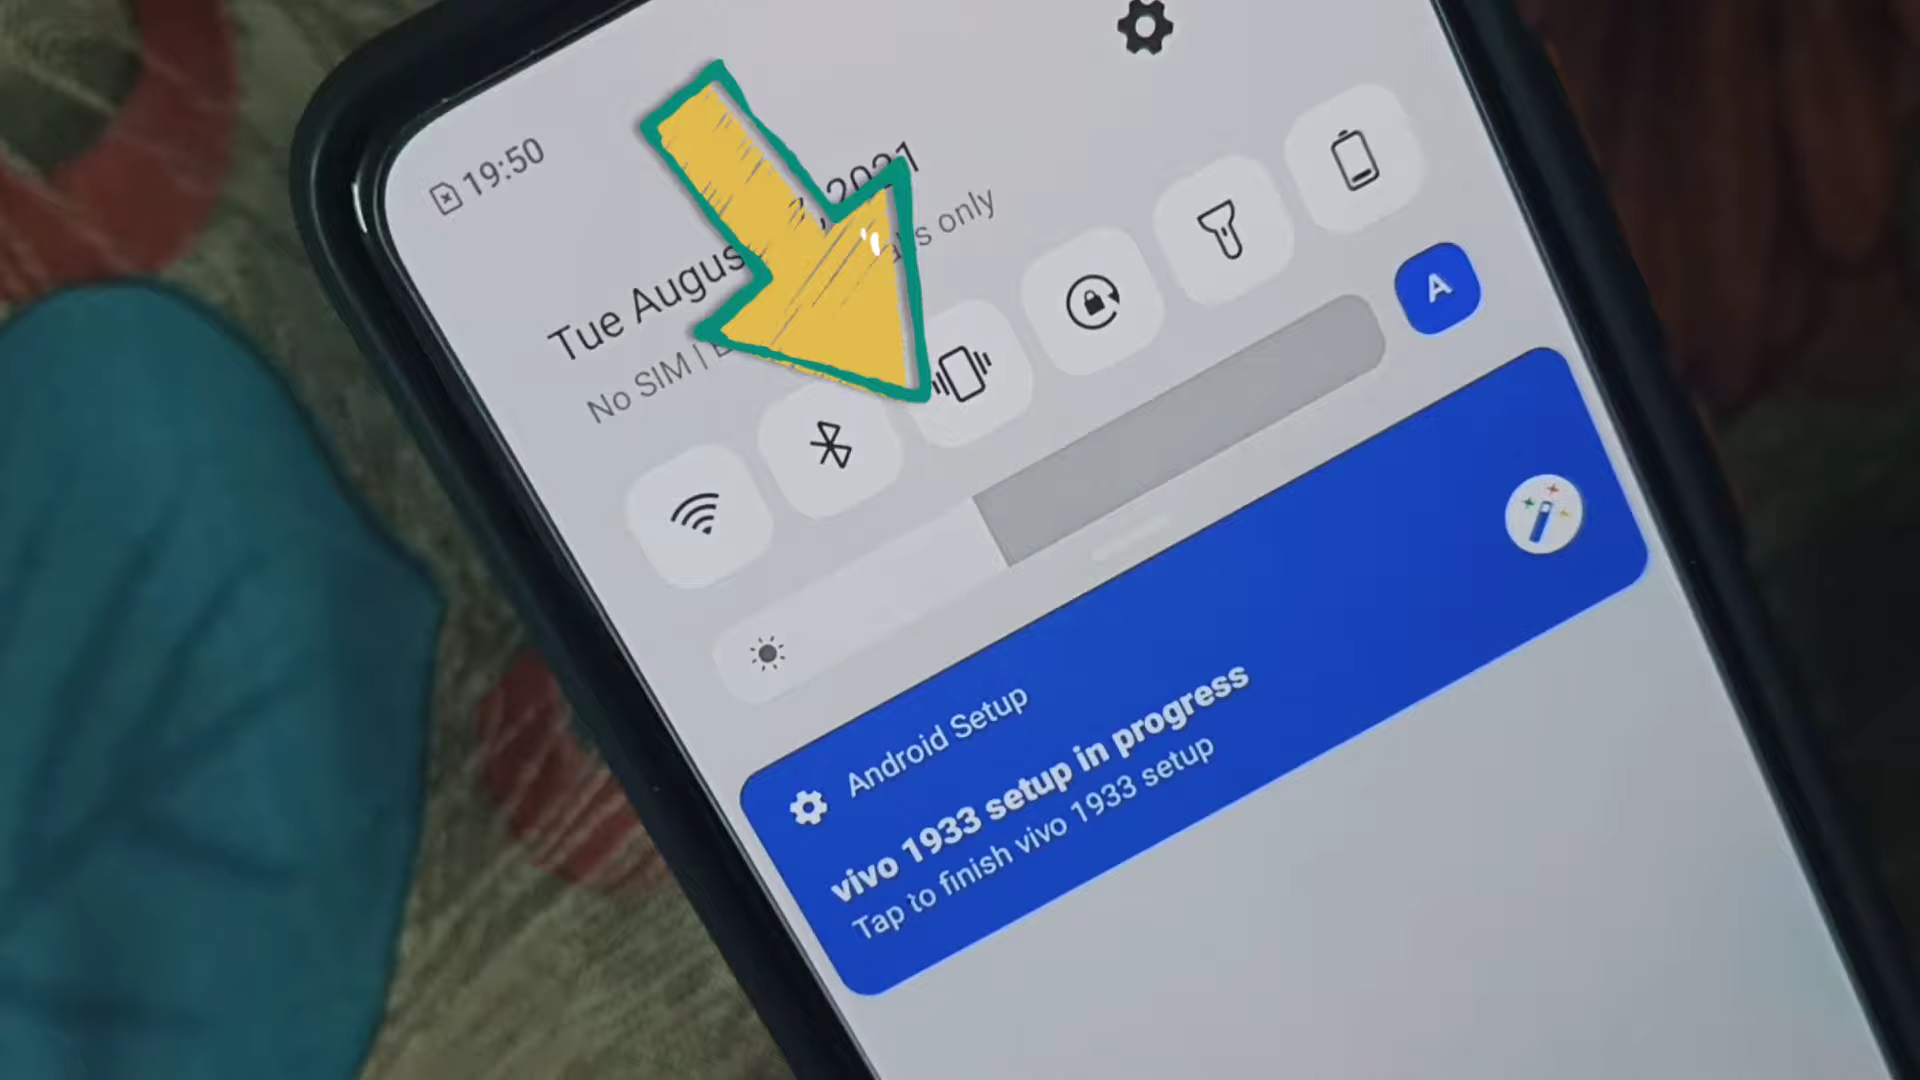 19:50
Tue Augus 2021
No SIM | only
A
Android Setup
vivo 1933 setup in progress
Tap to finish vivo 1933 setup